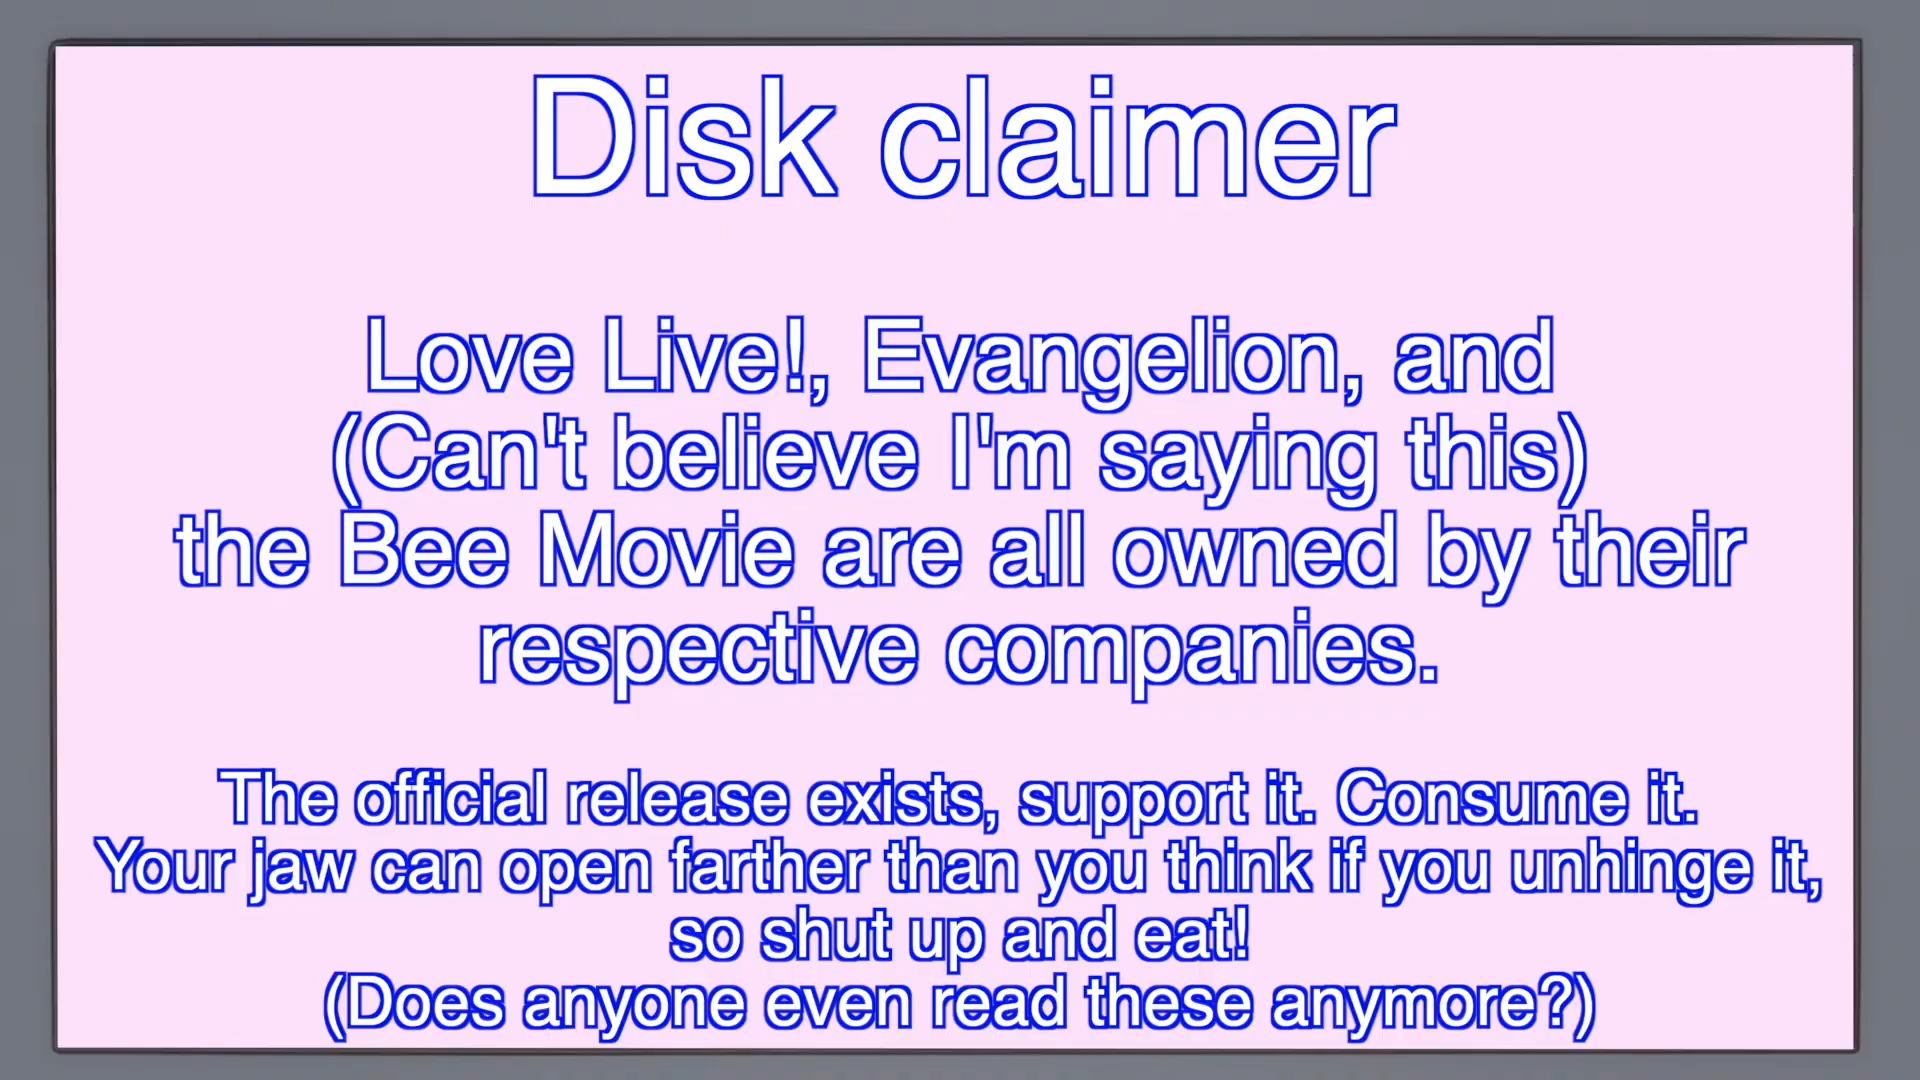 Disk claimer
Love Live!, Evangelion, and
(Can't believe I'm saying this)
the Bee Movie are all owned by their
respective companies.
The official release exists, support it. Consume it.
Your jaw can open farther than you think if you unhinge it,
so shut up and eat!
(Does anyone even read these anymore?)